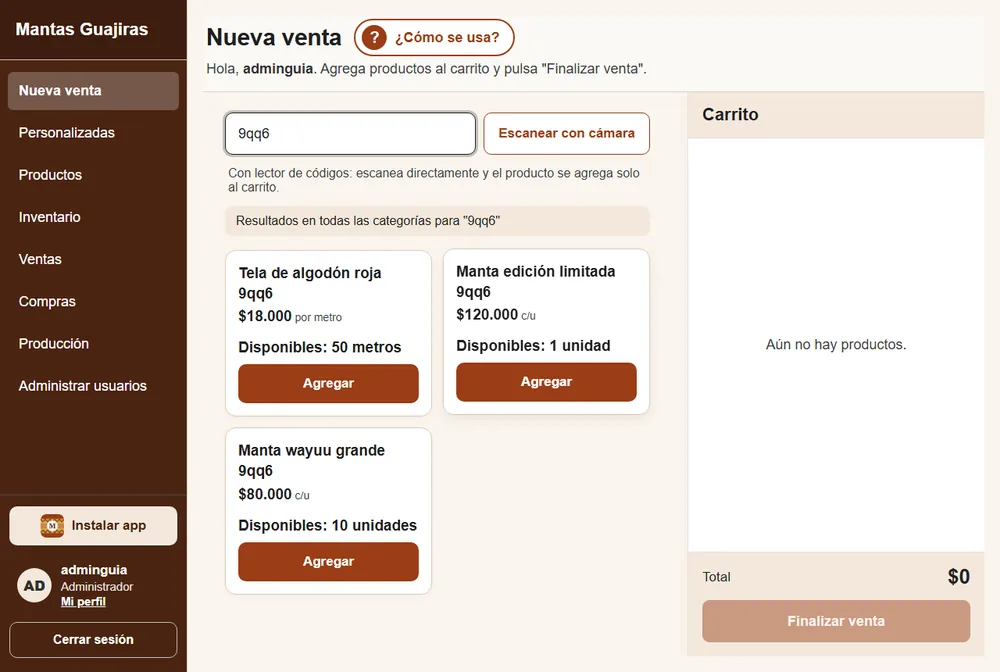 Mantas Guajiras
Nueva venta
Personalizadas
Productos
Inventario
Ventas
Compras
Producción
Administrar usuarios
M
Instalar app
AD
adminguia
Administrador
Mi perfil
Cerrar sesión
Nueva venta
? ¿Cómo se usa?
Hola, adminguia. Agrega productos al carrito y pulsa "Finalizar venta".
9qq6
Escanear con cámara
Con lector de códigos: escanea directamente y el producto se agrega solo
al carrito.
Resultados en todas las categorías para "9qq6"
Tela de algodón roja
9qq6
$18.000 por metro
Disponibles: 50 metros
Agregar
Manta edición limitada
9qq6
$120.000 c/u
Disponibles: 1 unidad
Agregar
Manta wayuu grande
9qq6
$80.000 c/u
Disponibles: 10 unidades
Agregar
Carrito
Aún no hay productos.
Total
$0
Finalizar venta